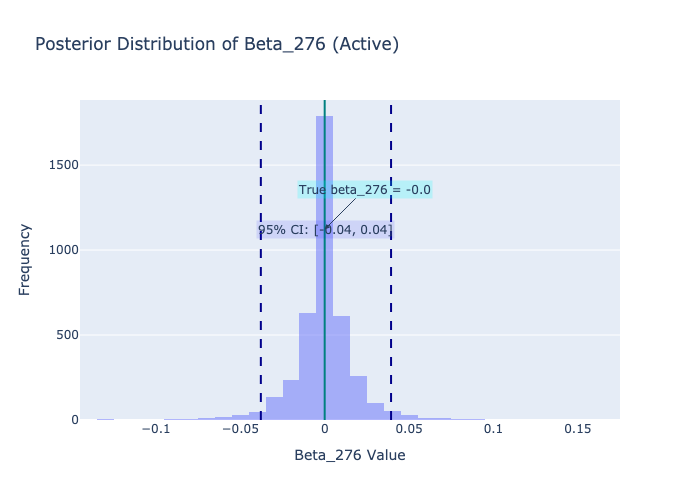 Posterior Distribution of Beta_276 (Active)
1500
1000
500
0
Frequency
True beta_276 = -0.0
95% CI: [-0.04, 0.04]
−0.1
−0.05
0
0.05
0.1
0.15
Beta_276 Value